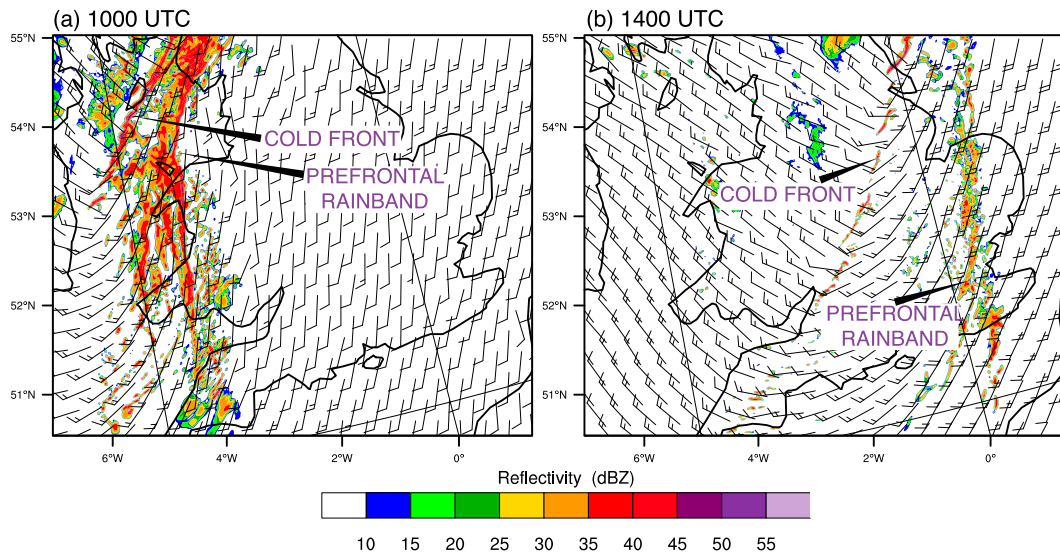 (a) 1000 UTC
(b) 1400 UTC
55°N
54°N
53°N
52°N
51°N
COLD FRONT
PREFRONTAL
RAINBAND
6°W
4°W
2°W
0°
55°N
54°N
53°N
52°N
51°N
COLD FRONT
PREFRONTAL
RAINBAND
6°W
4°W
2°W
0°
Reflectivity (dBZ)
10 15 20 25 30 35 40 45 50 55